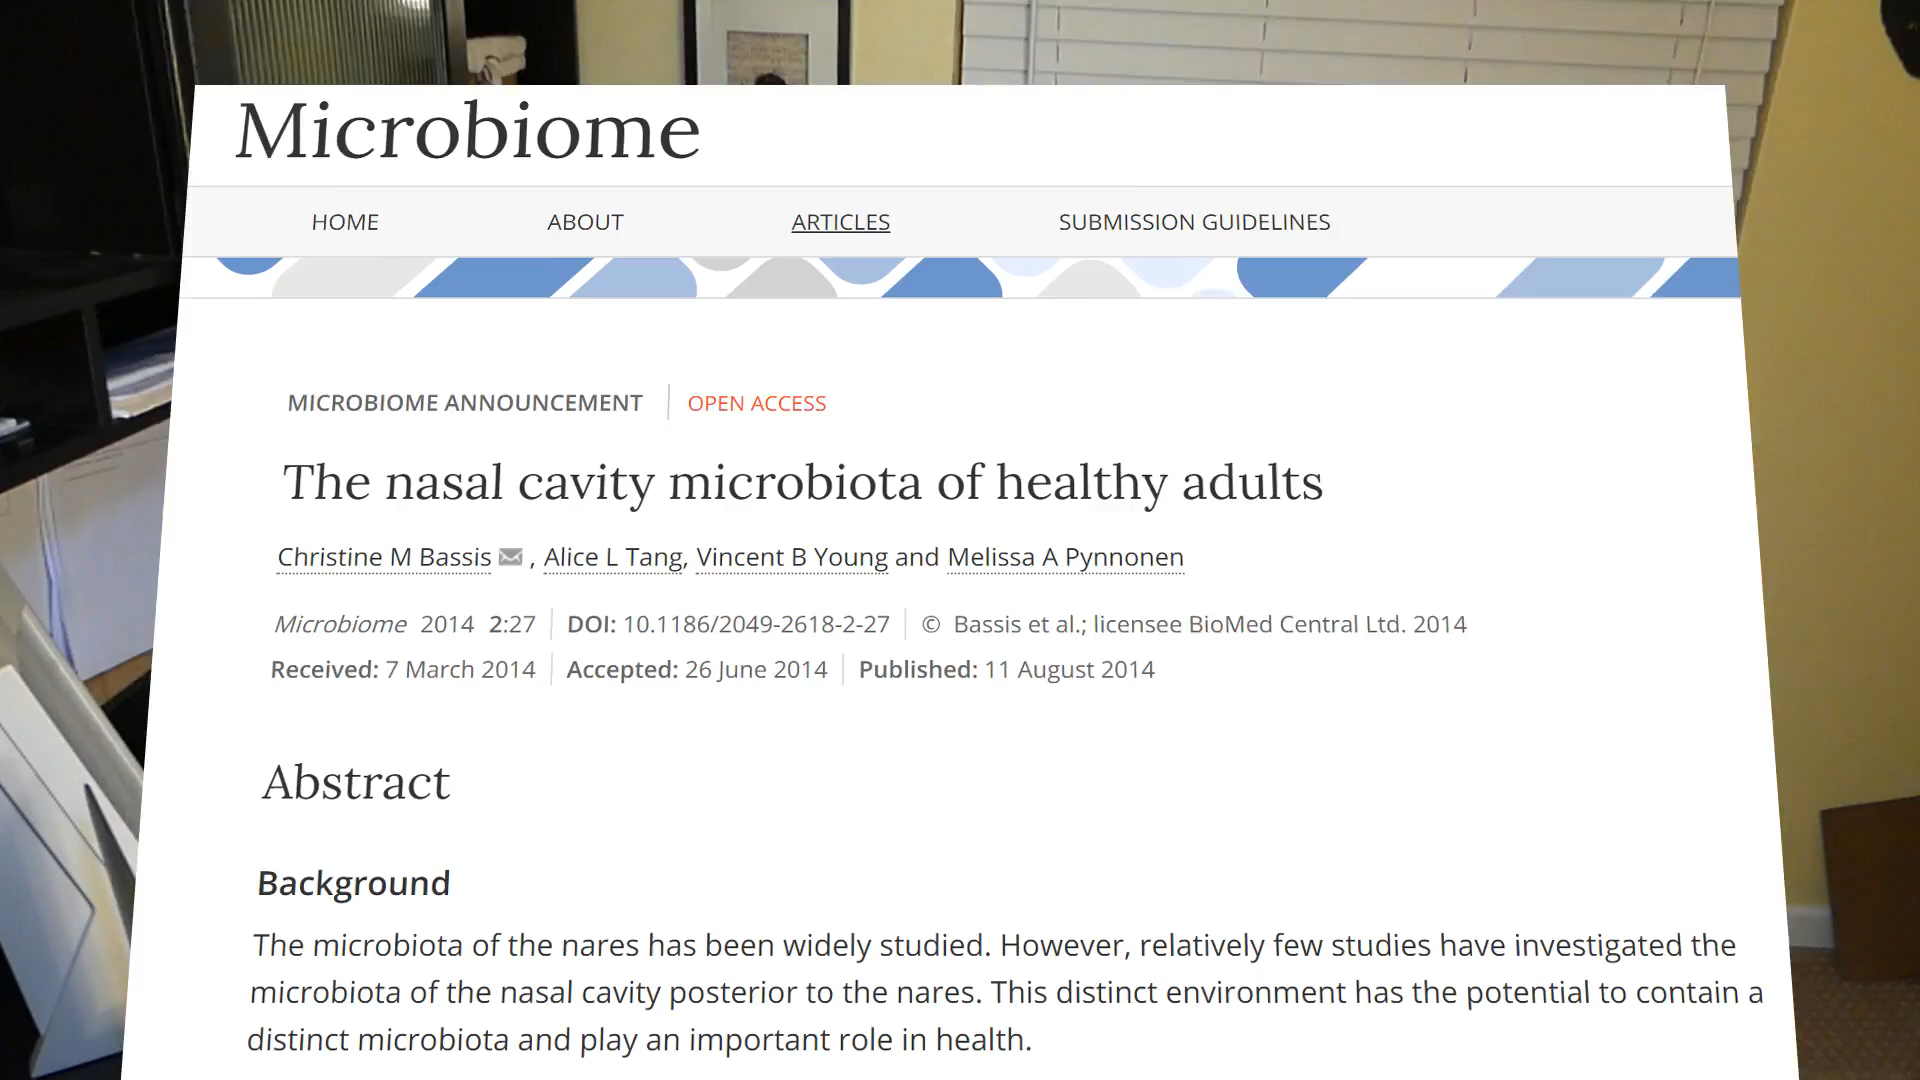 Microbiome
HOME ABOUT ARTICLES SUBMISSION GUIDELINES
MICROBIOME ANNOUNCEMENT OPEN ACCESS
The nasal cavity microbiota of healthy adults
Christine M Bassis , Alice L Tang, Vincent B Young and Melissa A Pynnonen
Microbiome 2014 2:27 DOI: 10.1186/2049-2618-2-27 © Bassis et al.; licensee BioMed Central Ltd. 2014
Received: 7 March 2014 Accepted: 26 June 2014 Published: 11 August 2014
Abstract
Background
The microbiota of the nares has been widely studied. However, relatively few studies have investigated the
microbiota of the nasal cavity posterior to the nares. This distinct environment has the potential to contain a
distinct microbiota and play an important role in health.